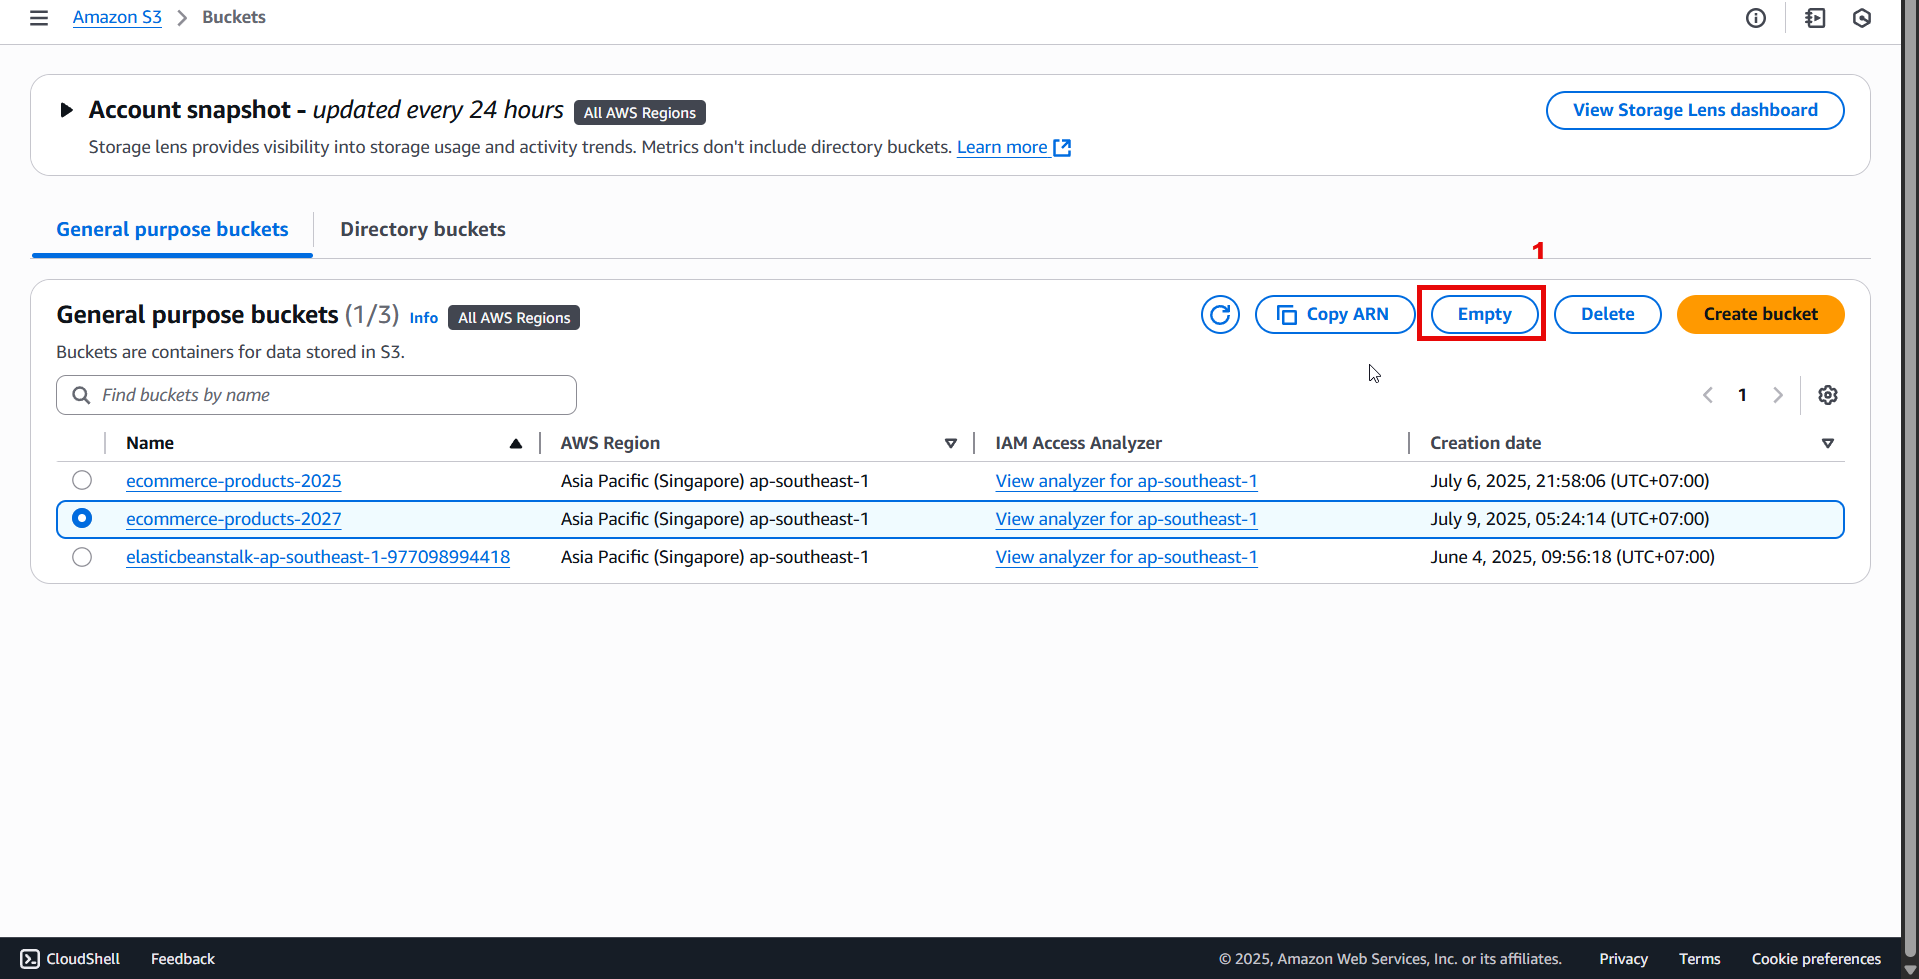 Amazon S3 > Buckets
Account snapshot - updated every 24 hours All AWS Regions
View Storage Lens dashboard
Storage lens provides visibility into storage usage and activity trends. Metrics don't include directory buckets. Learn more
General purpose buckets
Directory buckets
1
General purpose buckets (1/3) Info All AWS Regions
Copy ARN
Empty
Delete
Create bucket
Buckets are containers for data stored in S3.
Find buckets by name
1
Name AWS Region IAM Access Analyzer Creation date
ecommerce-products-2025 Asia Pacific (Singapore) ap-southeast-1 View analyzer for ap-southeast-1 July 6, 2025, 21:58:06 (UTC+07:00)
ecommerce-products-2027 Asia Pacific (Singapore) ap-southeast-1 View analyzer for ap-southeast-1 July 9, 2025, 05:24:14 (UTC+07:00)
elasticbeanstalk-ap-southeast-1-977098994418 Asia Pacific (Singapore) ap-southeast-1 View analyzer for ap-southeast-1 June 4, 2025, 09:56:18 (UTC+07:00)
CloudShell Feedback © 2025, Amazon Web Services, Inc. or its affiliates. Privacy Terms Cookie preferences